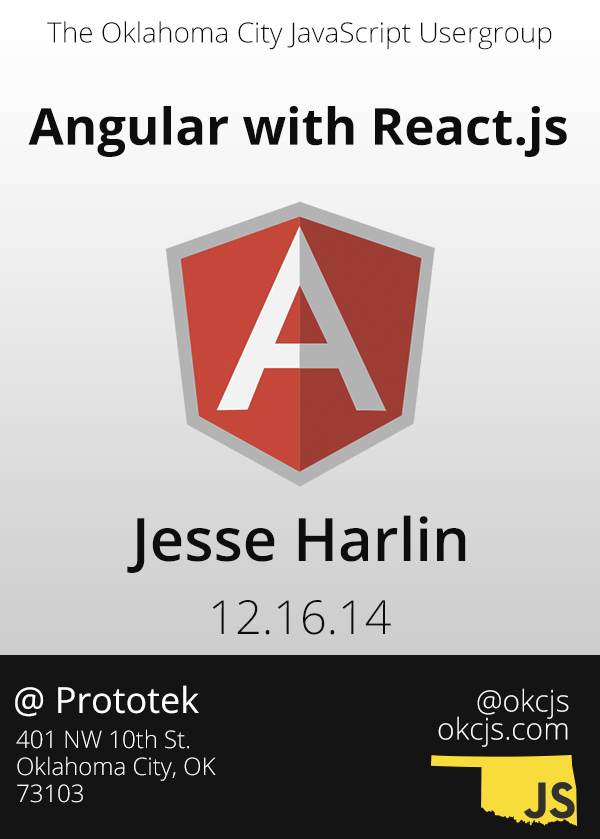 The Oklahoma City JavaScript Usergroup
Angular with React.js
A
Jesse Harlin
12.16.14
@ Prototek
401 NW 10th St.
Oklahoma City, OK
73103
@okcjs
okcjs.com
JS